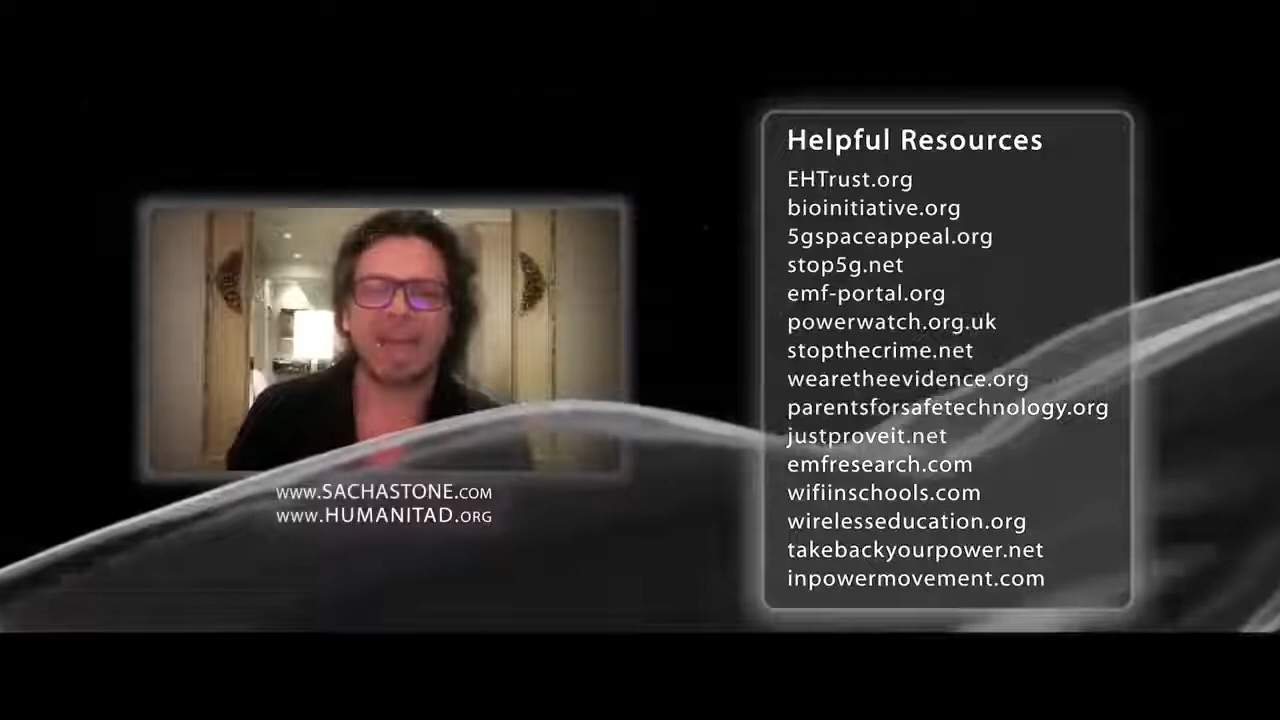 Helpful Resources
EHTrust.org
bioinitiative.org
5gspaceappeal.org
stop5g.net
emf-portal.org
powerwatch.org.uk
stopthecrime.net
wearetheevidence.org
parentsforsafetechnology.org
justproveit.net
emfresearch.com
wifiinschools.com
wirelesseducation.org
takebackyourpower.net
inpowermovement.com
www.SACHASTONE.com
www.HUMANITAD.org